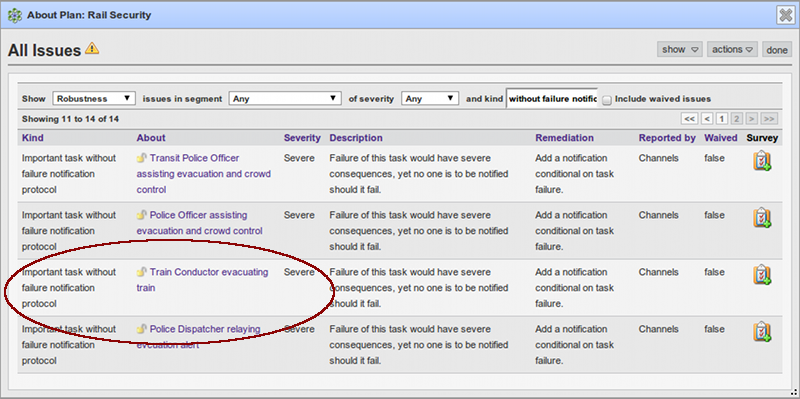 About Plan: Rail Security
All Issues
show actions done
Show Robustness issues in segment Any of severity Any and kind without failure notific Include waived issues
Showing 11 to 14 of 14 << < 1 2 > >>
Kind About Severity Description Remediation Reported by Waived Survey
Important task without Transit Police Officer Severe Failure of this task would have severe Add a notification Channels false
failure notification assisting evacuation and crowd consequences, yet no one is to be notified conditional on task
protocol control should it fail. failure.
Important task without Police Officer assisting Severe Failure of this task would have severe Add a notification Channels false
failure notification evacuation and crowd control consequences, yet no one is to be notified conditional on task
protocol should it fail. failure.
Important task without Train Conductor evacuating Severe Failure of this task would have severe Add a notification Channels false
failure notification train consequences, yet no one is to be notified conditional on task
protocol should it fail. failure.
Important task without Police Dispatcher relaying Severe Failure of this task would have severe Add a notification Channels false
failure notification evcuation alert consequences, yet no one is to be notified conditional on task
protocol should it fail. failure.